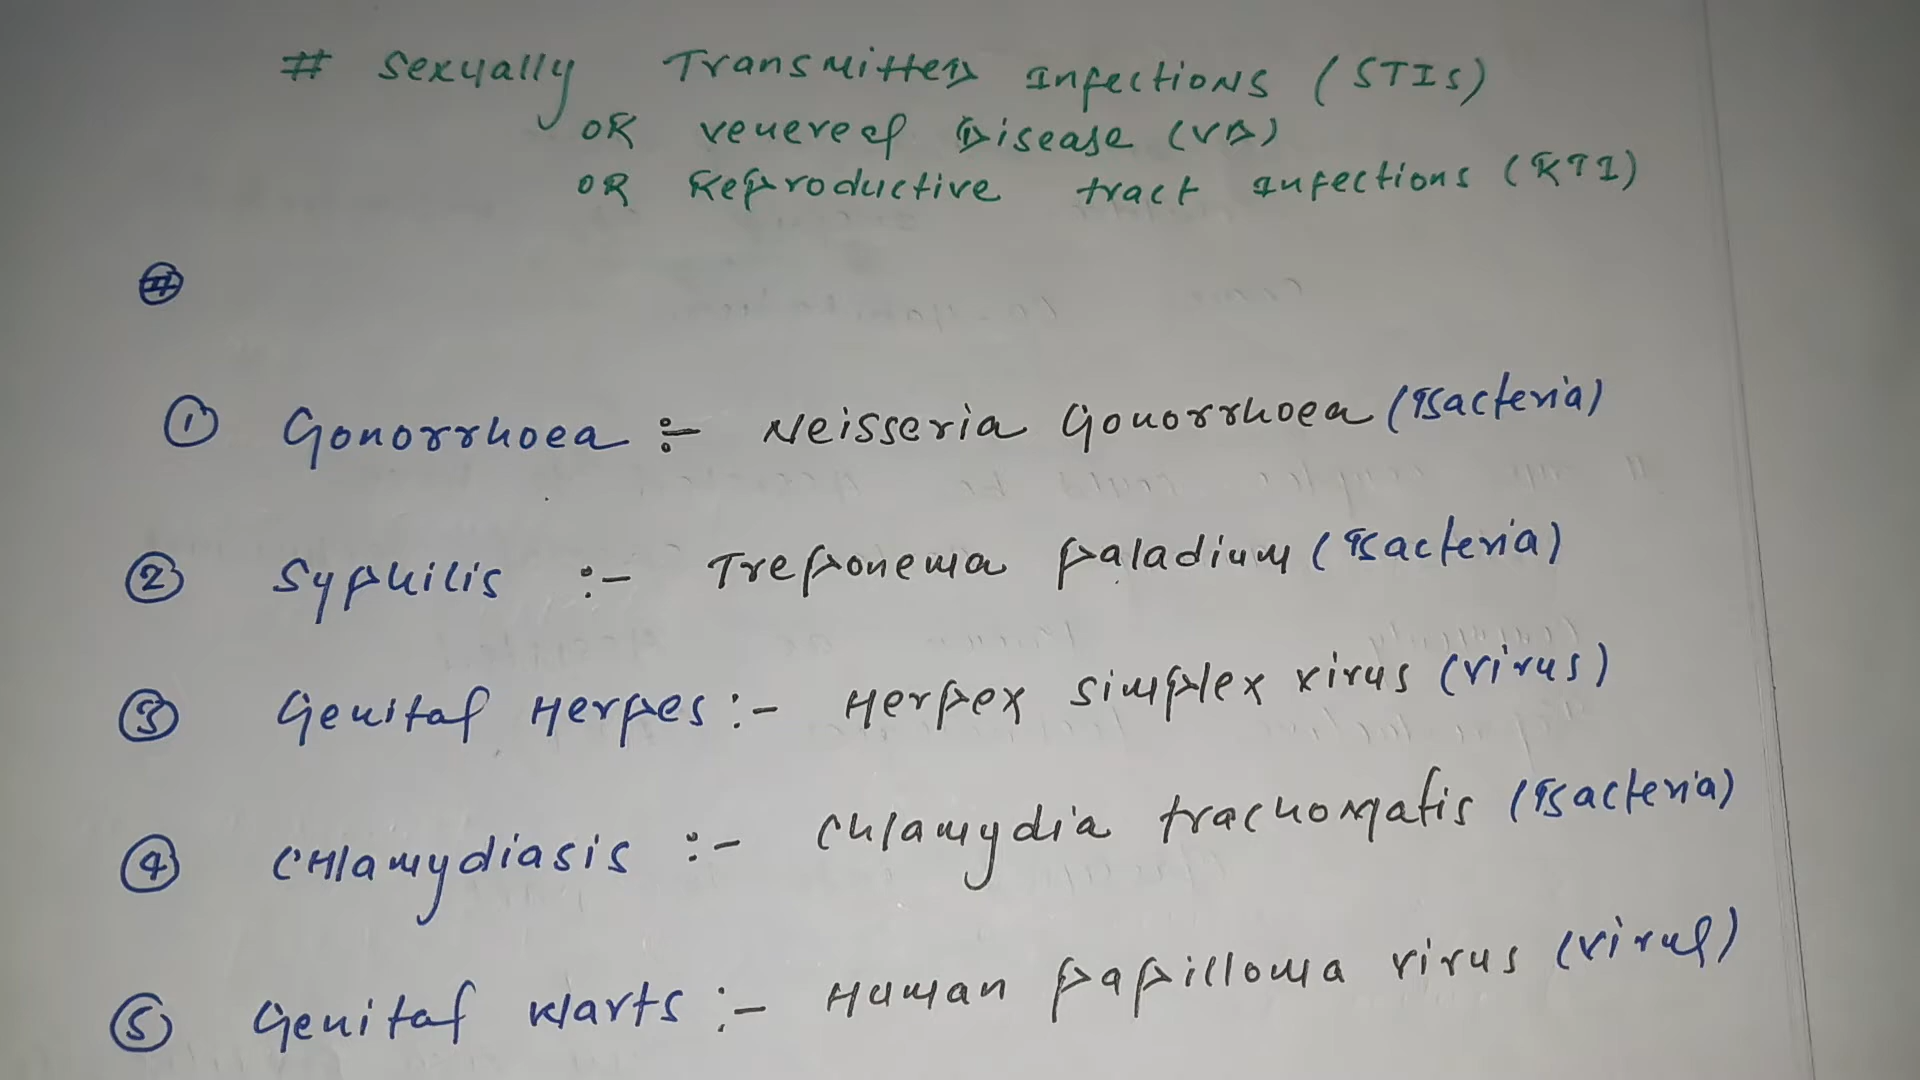 # Sexually Transmitted Infections (STIs)
OR venereal Disease (VD)
OR Reproductive tract Infections (RTI)
#
① Gonorrhoea :- Neisseria Gonorrhoea (Bacteria)
② Syphilis :- Treponema paladium (Bacteria)
③ Genital Herpes :- Herpex simplex virus (virus)
④ Chlamydiasis :- Chlamydia trachomatis (Bacteria)
⑤ Genital Warts :- Human papilloma virus (virus)